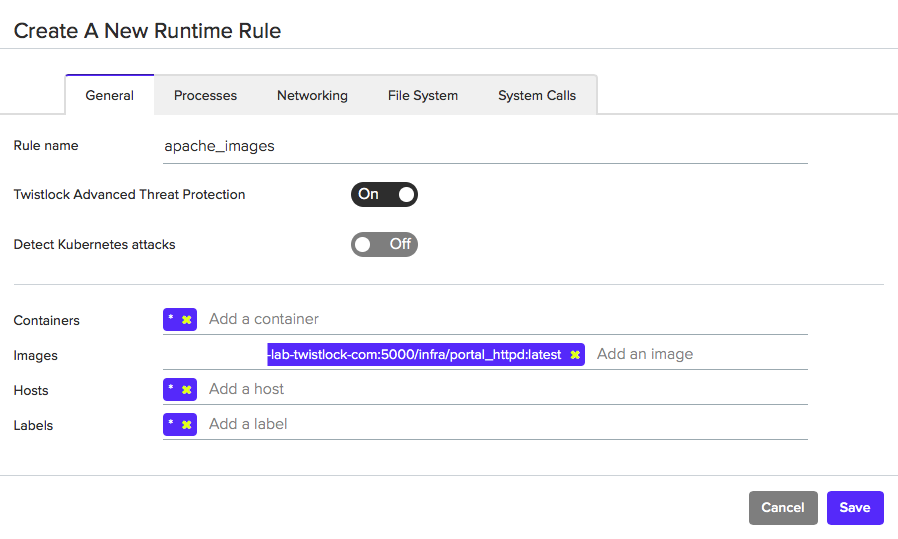 Create A New Runtime Rule
General Processes Networking File System System Calls
Rule name apache_images
Twistlock Advanced Threat Protection On
Detect Kubernetes attacks Off
Containers * ✖ Add a container
Images -lab-twistlock-com:5000/infra/portal_httpd:latest ✖ Add an image
Hosts * ✖ Add a host
Labels * ✖ Add a label
Cancel Save